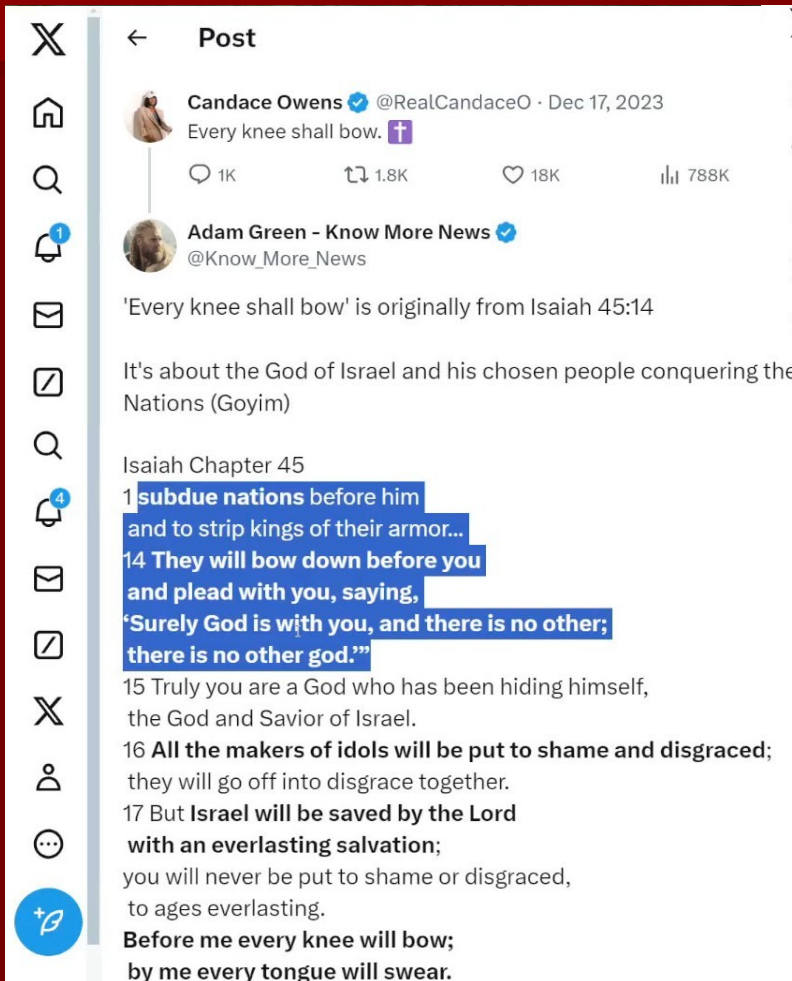 Post
Candace Owens @RealCandaceO · Dec 17, 2023
Every knee shall bow. ✝
1K 1.8K 18K 788K
Adam Green - Know More News
@Know_More_News
'Every knee shall bow' is originally from Isaiah 45:14
It's about the God of Israel and his chosen people conquering the
Nations (Goyim)
Isaiah Chapter 45
1 subdue nations before him
and to strip kings of their armor...
14 They will bow down before you
and plead with you, saying,
‘Surely God is with you, and there is no other;
there is no other god.’”
15 Truly you are a God who has been hiding himself,
the God and Savior of Israel.
16 All the makers of idols will be put to shame and disgraced;
they will go off into disgrace together.
17 But Israel will be saved by the Lord
with an everlasting salvation;
you will never be put to shame or disgraced,
to ages everlasting.
Before me every knee will bow;
by me every tongue will swear.
1
4